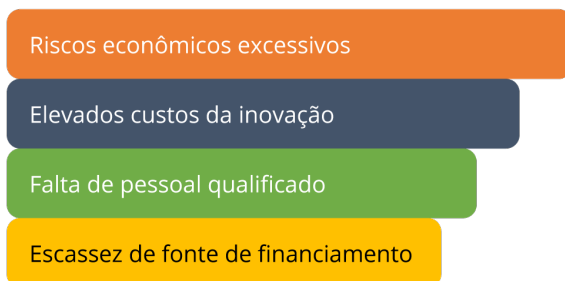 Riscos econômicos excessivos
Elevados custos da inovação
Falta de pessoal qualificado
Escassez de fonte de financiamento